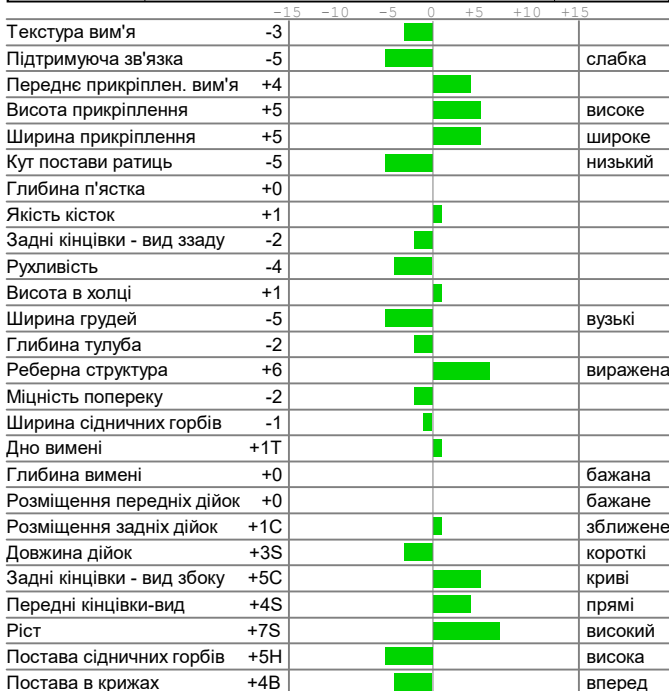 -15 -10 -5 0 +5 +10 +15
Текстура вим'я -3
Підтримуюча зв'язка -5 слабка
Переднє прикріплен. вим'я +4
Висота прикріплення +5 високе
Ширина прикріплення +5 широке
Кут постави ратиць -5 низький
Глибина п'ястка +0
Якість кісток +1
Задні кінцівки - вид ззаду -2
Рухливість -4
Висота в холці +1
Ширина грудей -5 вузькі
Глибина тулуба -2
Реберна структура +6 виражена
Міцність попереку -2
Ширина сідничних горбів -1
Дно вимені +1T
Глибина вимені +0 бажана
Розміщення передніх дійок +0 бажане
Розміщення задніх дійок +1C зближене
Довжина дійок +3S короткі
Задні кінцівки - вид збоку +5C криві
Передні кінцівки-вид +4S прямі
Ріст +7S високий
Постава сідничних горбів +5H висока
Постава в крижах +4B вперед